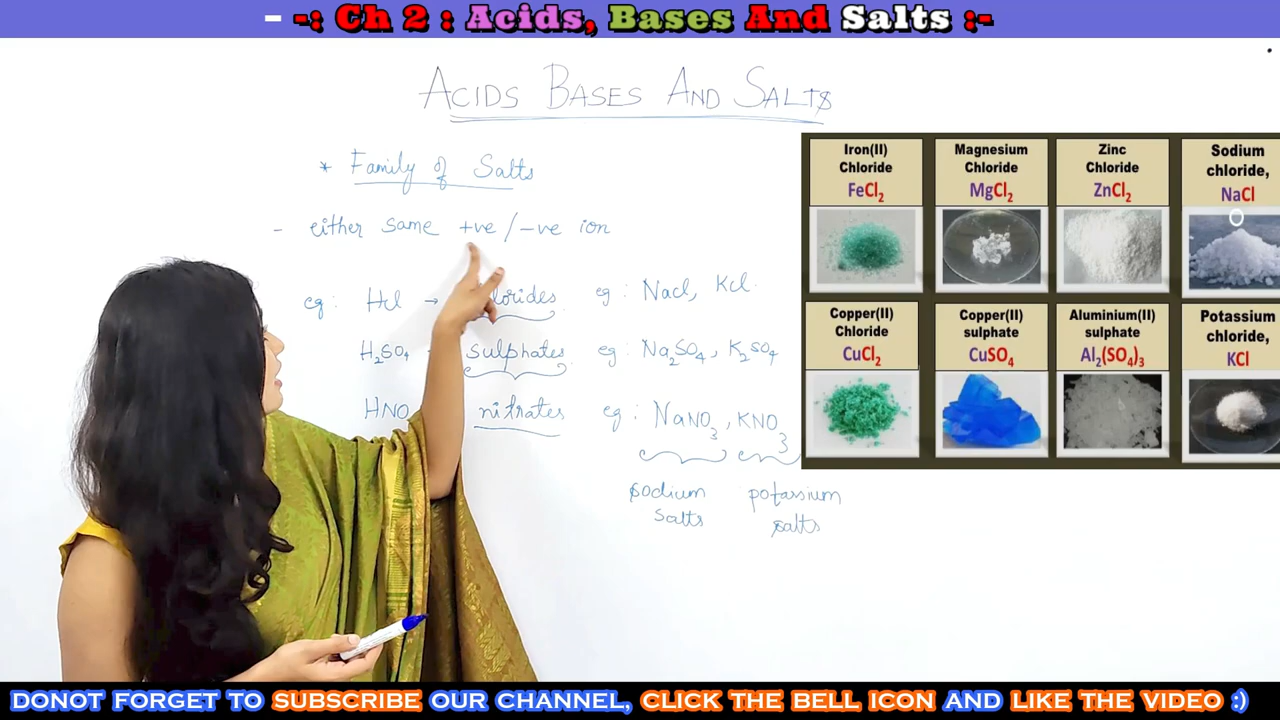 - -: Ch 2 : Acids, Bases And Salts :-
ACIDS BASES AND SALTS
* Family of Salts
- either same +ve/-ve ion
eg: Hcl → lorides eg: Nacl, Kcl.
H₂SO₄ sulphates eg: Na₂SO₄, K₂SO₄
HNO nitrates eg: NaNO₃, KNO₃
sodium salts
potassium salts
Iron(II) Chloride
FeCl₂
Magnesium Chloride
MgCl₂
Zinc Chloride
ZnCl₂
Sodium chloride,
NaCl
Copper(II) Chloride
CuCl₂
Copper(II) sulphate
CuSO₄
Aluminium(II) sulphate
Al₂(SO₄)₃
Potassium chloride,
KCl
DONOT FORGET TO SUBSCRIBE OUR CHANNEL, CLICK THE BELL ICON AND LIKE THE VIDEO :)